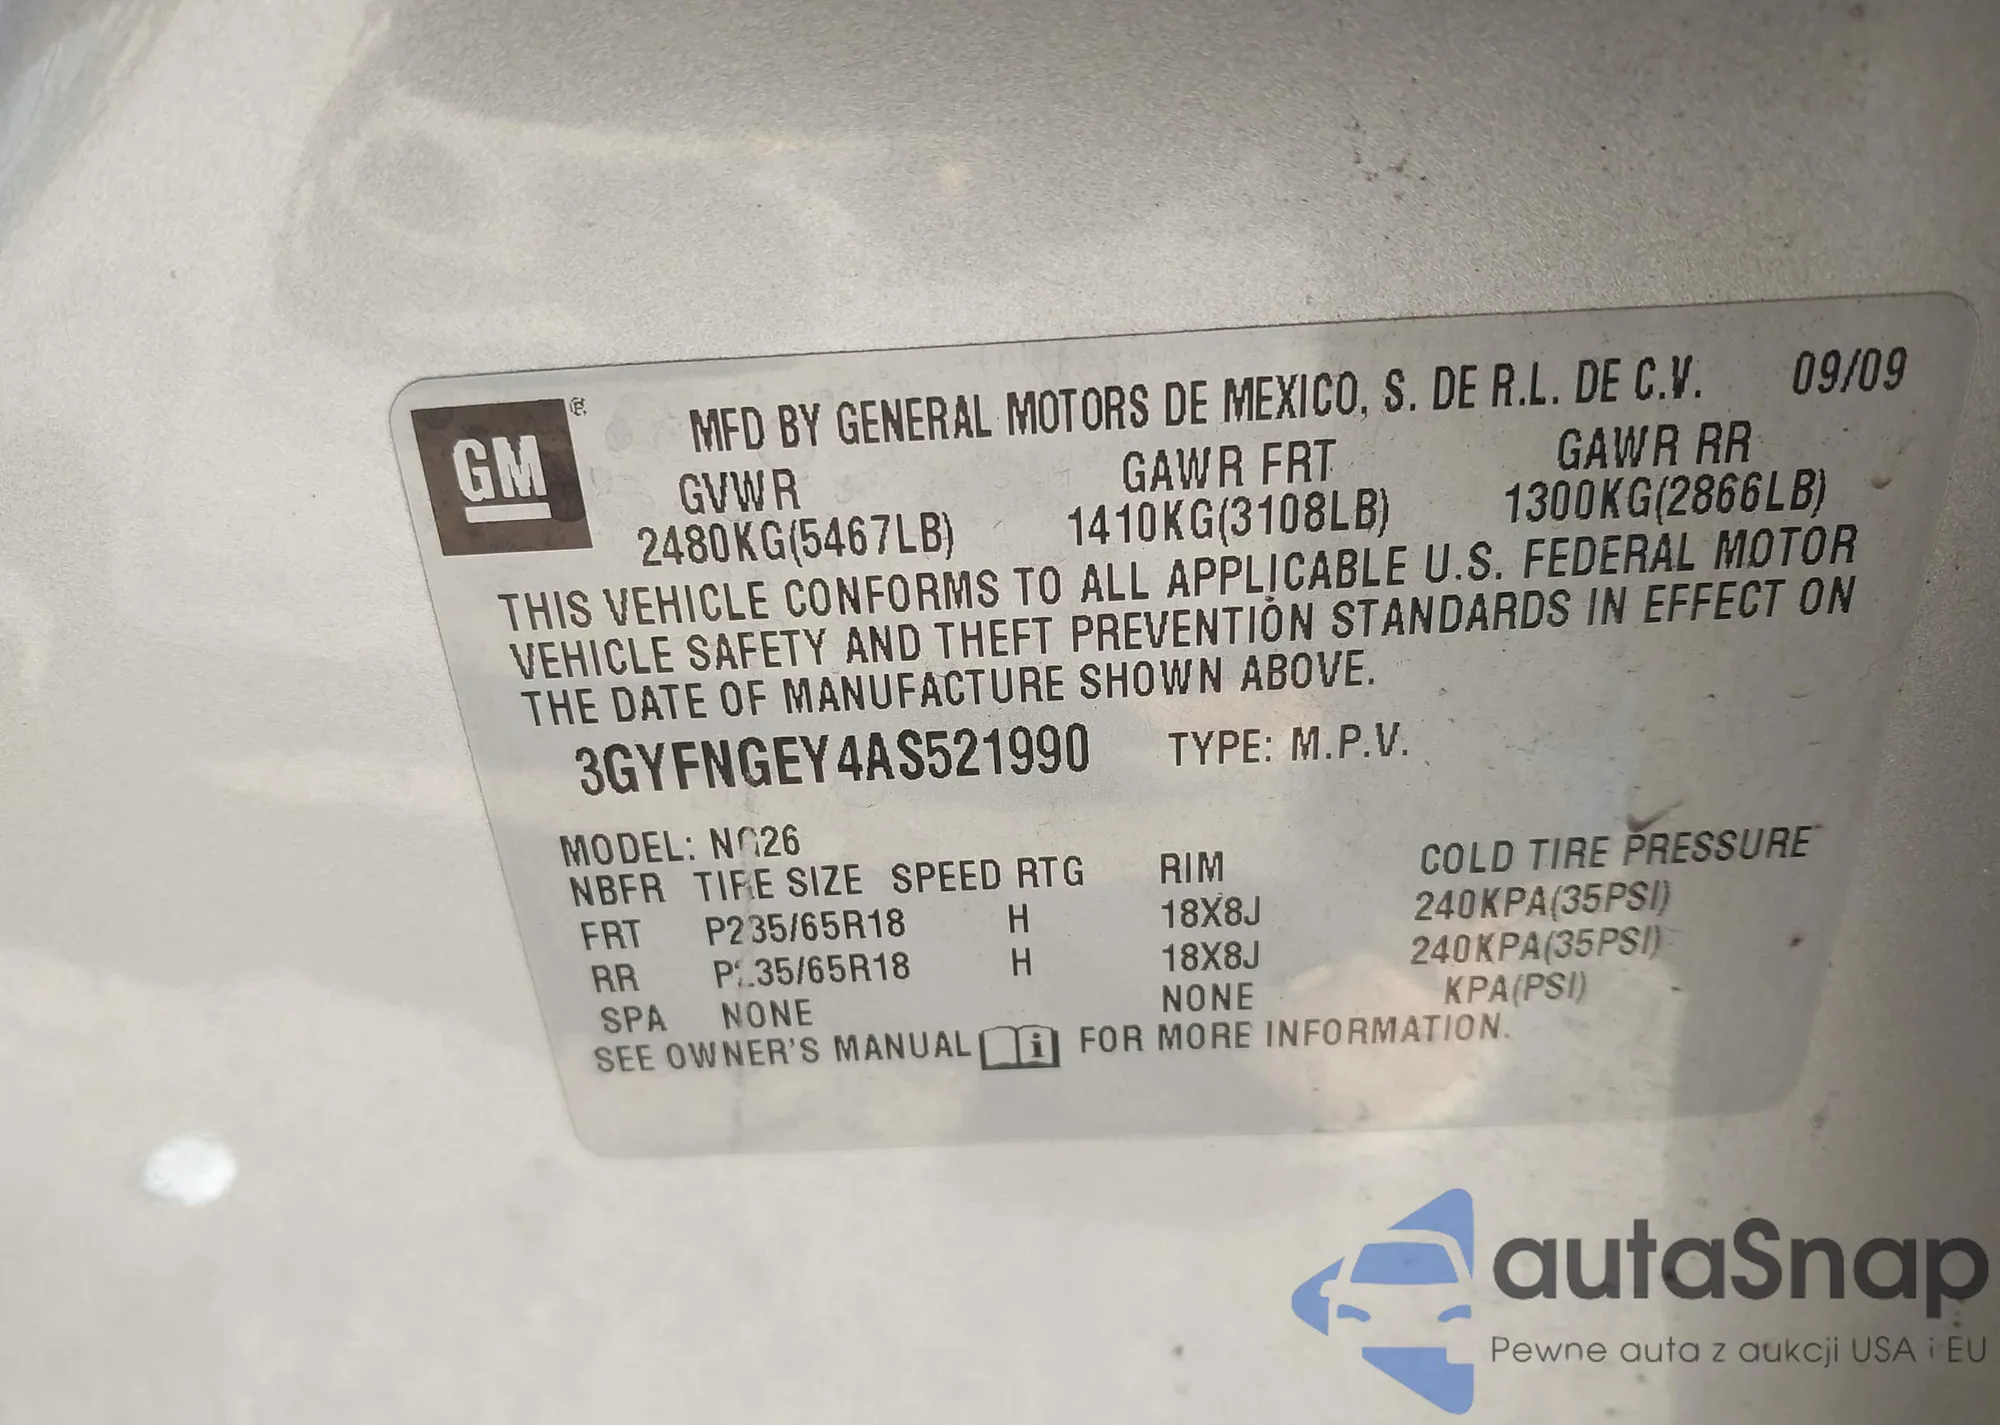 GM ®
MFD BY GENERAL MOTORS DE MEXICO, S. DE R.L. DE C.V. 09/09
GVWR GAWR FRT GAWR RR
2480KG(5467LB) 1410KG(3108LB) 1300KG(2866LB)
THIS VEHICLE CONFORMS TO ALL APPLICABLE U.S. FEDERAL MOTOR
VEHICLE SAFETY AND THEFT PREVENTION STANDARDS IN EFFECT ON
THE DATE OF MANUFACTURE SHOWN ABOVE.
3GYFNGEY4AS521990 TYPE: M.P.V.
MODEL:
NBFR TIRE SIZE SPEED RTG RIM COLD TIRE PRESSURE
FRT P235/65R18 H 18X8J 240KPA(35PSI)
RR P235/65R18 H 18X8J 240KPA(35PSI)
SPA NONE NONE KPA(PSI)
SEE OWNER'S MANUAL i FOR MORE INFORMATION.
autaSnap
Pewne auta z aukcji USA i EU